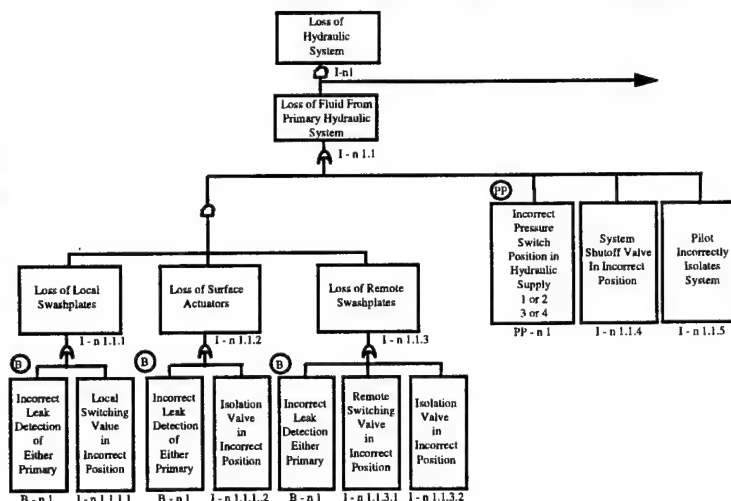 Loss of
Hydraulic
System
I-n1
Loss of Fluid From
Primary Hydraulic
System
I - n 1.1
PP
Incorrect
Pressure
Switch
Position in
Hydraulic
Supply
1 or 2
3 or 4
PP - n 1
System
Shutoff Valve
In Incorrect
Position
I - n 1.1.4
Pilot
Incorrectly
Isolates
System
I - n 1.1.5
Loss of Local
Swashplates
I - n 1.1.1
Loss of Surface
Actuators
I - n 1.1.2
Loss of Remote
Swashplates
I - n 1.1.3
B
Incorrect
Leak
Detection
of
Either
Primary
B - n 1
Local
Switching
Value
in
Incorrect
Position
I - n 1.1.1.1
B
Incorrect
Leak
Detection
of
Either
Primary
B - n 1
Isolation
Valve
in
Incorrect
Position
I - n 1.1.1..2
B
Incorrect
Leak
Detection
Either
Primary
B - n 1
Remote
Switching
Valve in
Incorrect
Position
I - n 1.1.3.1
Isolation
Valve
in
Incorrect
Position
I - n 1.1.3.2